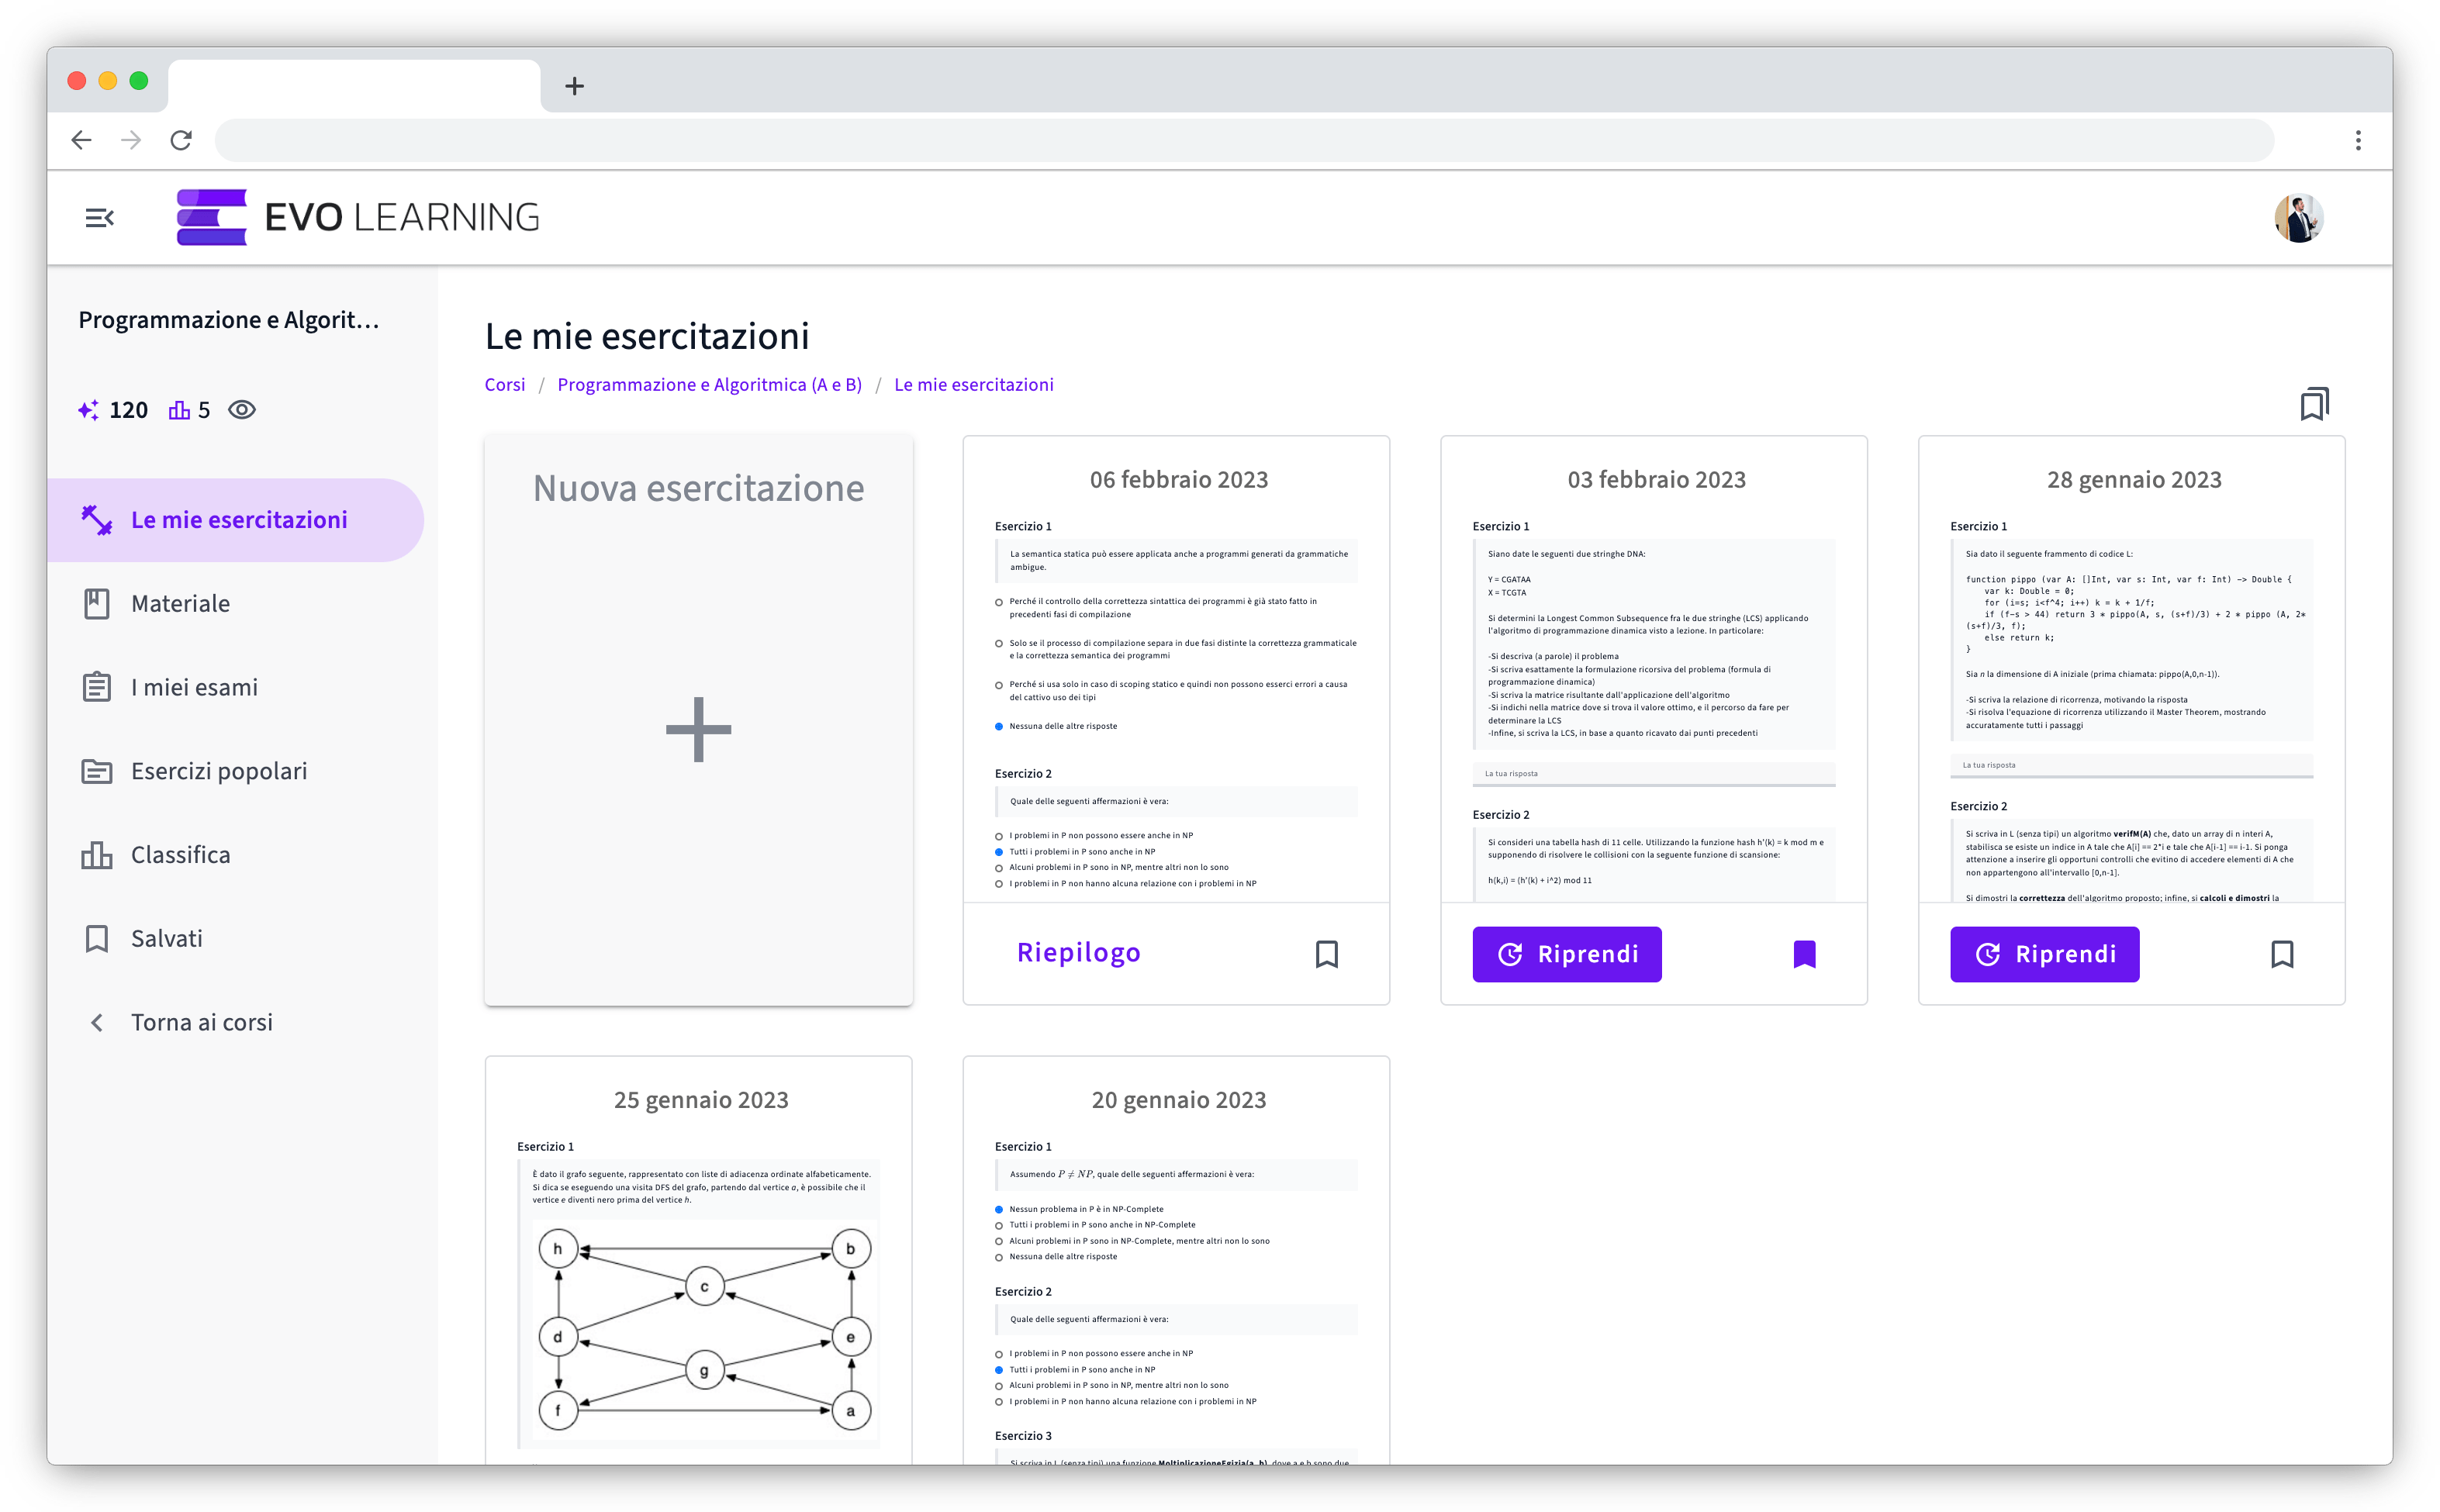 EVO LEARNING
Programmazione e Algorit...
120 5
Le mie esercitazioni
Materiale
I miei esami
Esercizi popolari
Classifica
Salvati
Torna ai corsi
Le mie esercitazioni
Corsi / Programmazione e Algoritmica (A e B) / Le mie esercitazioni
Nuova esercitazione
06 febbraio 2023
Esercizio 1
La semantica statica può essere applicata anche a programmi generati da grammatiche
ambigue.
Perché il controllo della correttezza sintattica dei programmi è già stato fatto in
precedenti fasi di compilazione
Solo se il processo di compilazione separa in due fasi distinte la correttezza grammaticale
e la correttezza semantica dei programmi
Perché si usa solo in caso di scoping statico e quindi non possono esserci errori a causa
del cattivo uso dei tipi
Nessuna delle altre risposte
Esercizio 2
Quale delle seguenti affermazioni è vera:
I problemi in P non possono essere anche in NP
Tutti i problemi in P sono anche in NP
Alcuni problemi in P sono in NP, mentre altri non lo sono
I problemi in P non hanno alcuna relazione con i problemi in NP
Riepilogo
03 febbraio 2023
Esercizio 1
Siano date le seguenti due stringhe DNA:
Y = CGATAA
X = TCGTA
Si determini la Longest Common Subsequence fra le due stringhe (LCS) applicando
l'algoritmo di programmazione dinamica visto a lezione. In particolare:
-Si descriva (a parole) il problema
-Si scriva esattamente la formulazione ricorsiva del problema (formula di
programmazione dinamica)
-Si scriva la matrice risultante dall'applicazione dell'algoritmo
-Si indichi nella matrice dove si trova il valore ottimo, e il percorso da fare per
determinare la LCS
-Infine, si scriva la LCS, in base a quanto ricavato dai punti precedenti
La tua risposta
Esercizio 2
Si consideri una tabella hash di 11 celle. Utilizzando la funzione hash h'(k) = k mod m e
supponendo di risolvere le collisioni con la seguente funzione di scansione:
h(k,i) = (h'(k) + i^2) mod 11
Riprendi
28 gennaio 2023
Esercizio 1
Sia dato il seguente frammento di codice L:
function pippo (var A: []Int, var s: Int, var f: Int) -> Double {
var k: Double = 0;
for (i=s; i<f^4; i++) k = k + 1/f;
if (f-s > 44) return 3 * pippo(A, s, (s+f)/3) + 2 * pippo (A, 2*
(s+f)/3, f);
else return k;
}
Sia n la dimensione di A iniziale (prima chiamata: pippo(A,0,n-1)).
-Si scriva la relazione di ricorrenza, motivando la risposta
-Si risolva l'equazione di ricorrenza utilizzando il Master Theorem, mostrando
accuratamente tutti i passaggi
La tua risposta
Esercizio 2
Si scriva in L (senza tipi) un algoritmo verifM(A) che, dato un array di n interi A,
stabilisca se esiste un indice in A tale che A[i] == 2*i e tale che A[i-1] == i-1. Si ponga
attenzione a inserire gli opportuni controlli che evitino di accedere elementi di A che
non appartengono all'intervallo [0,n-1].
Si dimostri la correttezza dell'algoritmo proposto; infine, si calcoli e dimostri la
Riprendi
25 gennaio 2023
Esercizio 1
È dato il grafo seguente, rappresentato con liste di adiacenza ordinate alfabeticamente.
Si dica se eseguendo una visita DFS del grafo, partendo dal vertice a, è possibile che il
vertice e diventi nero prima del vertice h.
h b
c
d e
g
f a
20 gennaio 2023
Esercizio 1
Assumendo P ≠ NP, quale delle seguenti affermazioni è vera:
Nessun problema in P è in NP-Complete
Tutti i problemi in P sono anche in NP-Complete
Alcuni problemi in P sono in NP-Complete, mentre altri non lo sono
Nessuna delle altre risposte
Esercizio 2
Quale delle seguenti affermazioni è vera:
I problemi in P non possono essere anche in NP
Tutti i problemi in P sono anche in NP
Alcuni problemi in P sono in NP, mentre altri non lo sono
I problemi in P non hanno alcuna relazione con i problemi in NP
Esercizio 3
Si scriva in L (senza tipi) una funzione MoltiplicazioneEgizia(a, b), dove a e b sono due